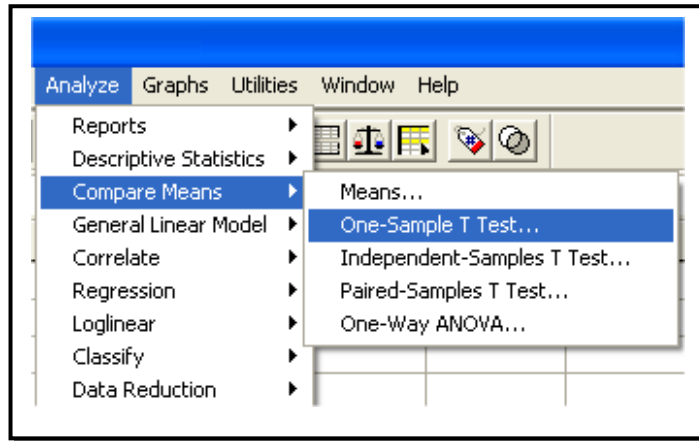 Analyze Graphs Utilities Window Help
Reports
Descriptive Statistics
Compare Means
General Linear Model
Correlate
Regression
Loglinear
Classify
Data Reduction
Means...
One-Sample T Test...
Independent-Samples T Test...
Paired-Samples T Test...
One-Way ANOVA...